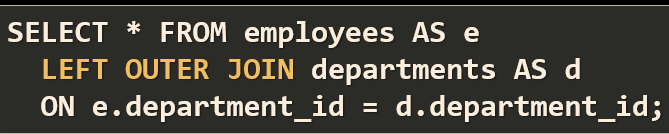 SELECT * FROM employees AS e
LEFT OUTER JOIN departments AS d
ON e.department_id = d.department_id;